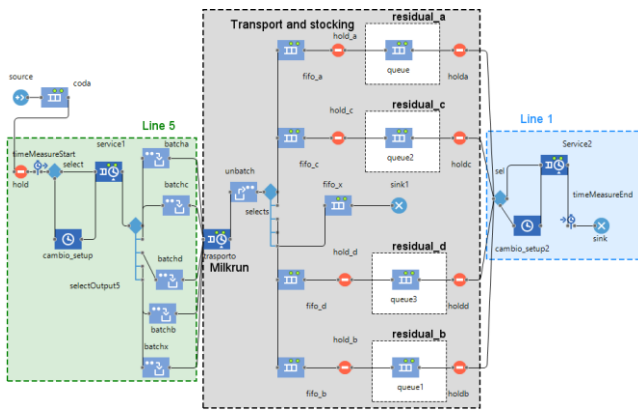 Transport and stocking
residual_a
hold_a
source
coda
queue
fifo_a
holda
residual_c
hold_c
Line 5
Line 1
service1
batcha
Service2
timeMeasureStart
select
queue2
unbatch
fifo_c
holdc
sel
hold
batchc
fifo_x
sink1
timeMeasureEnd
selects
cambio_setup
hold_d
residual_d
cambio_setup2
sink
batchd
trasporto
Milkrun
selectOutput5
fifo_d
queue3
holdd
batchb
hold_b
residual_b
batchx
fifo_b
queue1
holdb